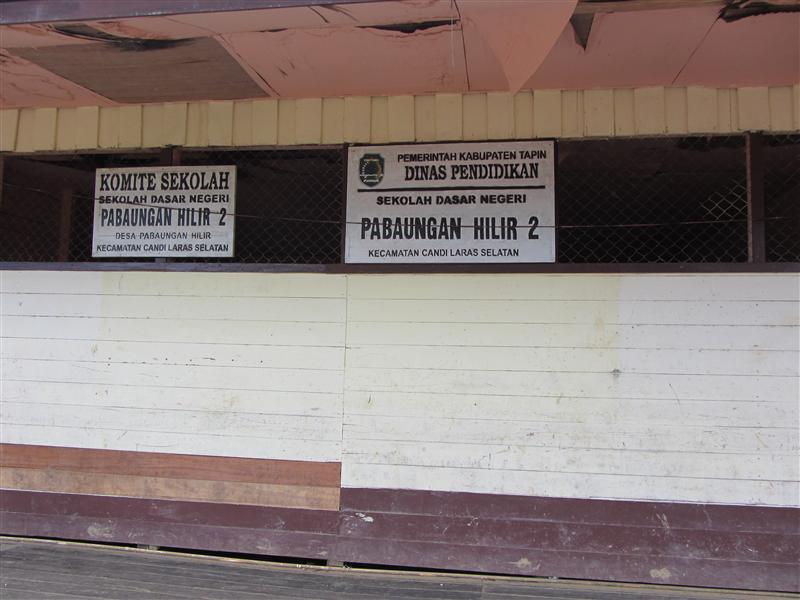 KOMITE SEKOLAH
SEKOLAH DASAR NEGERI
PABAUNGAN HILIR 2
DESA PABAUNGAN HILIR
KECAMATAN CANDI LARAS SELATAN
PEMERINTAH KABUPATEN TAPIN
DINAS PENDIDIKAN
SEKOLAH DASAR NEGERI
PABAUNGAN HILIR 2
KECAMATAN CANDI LARAS SELATAN